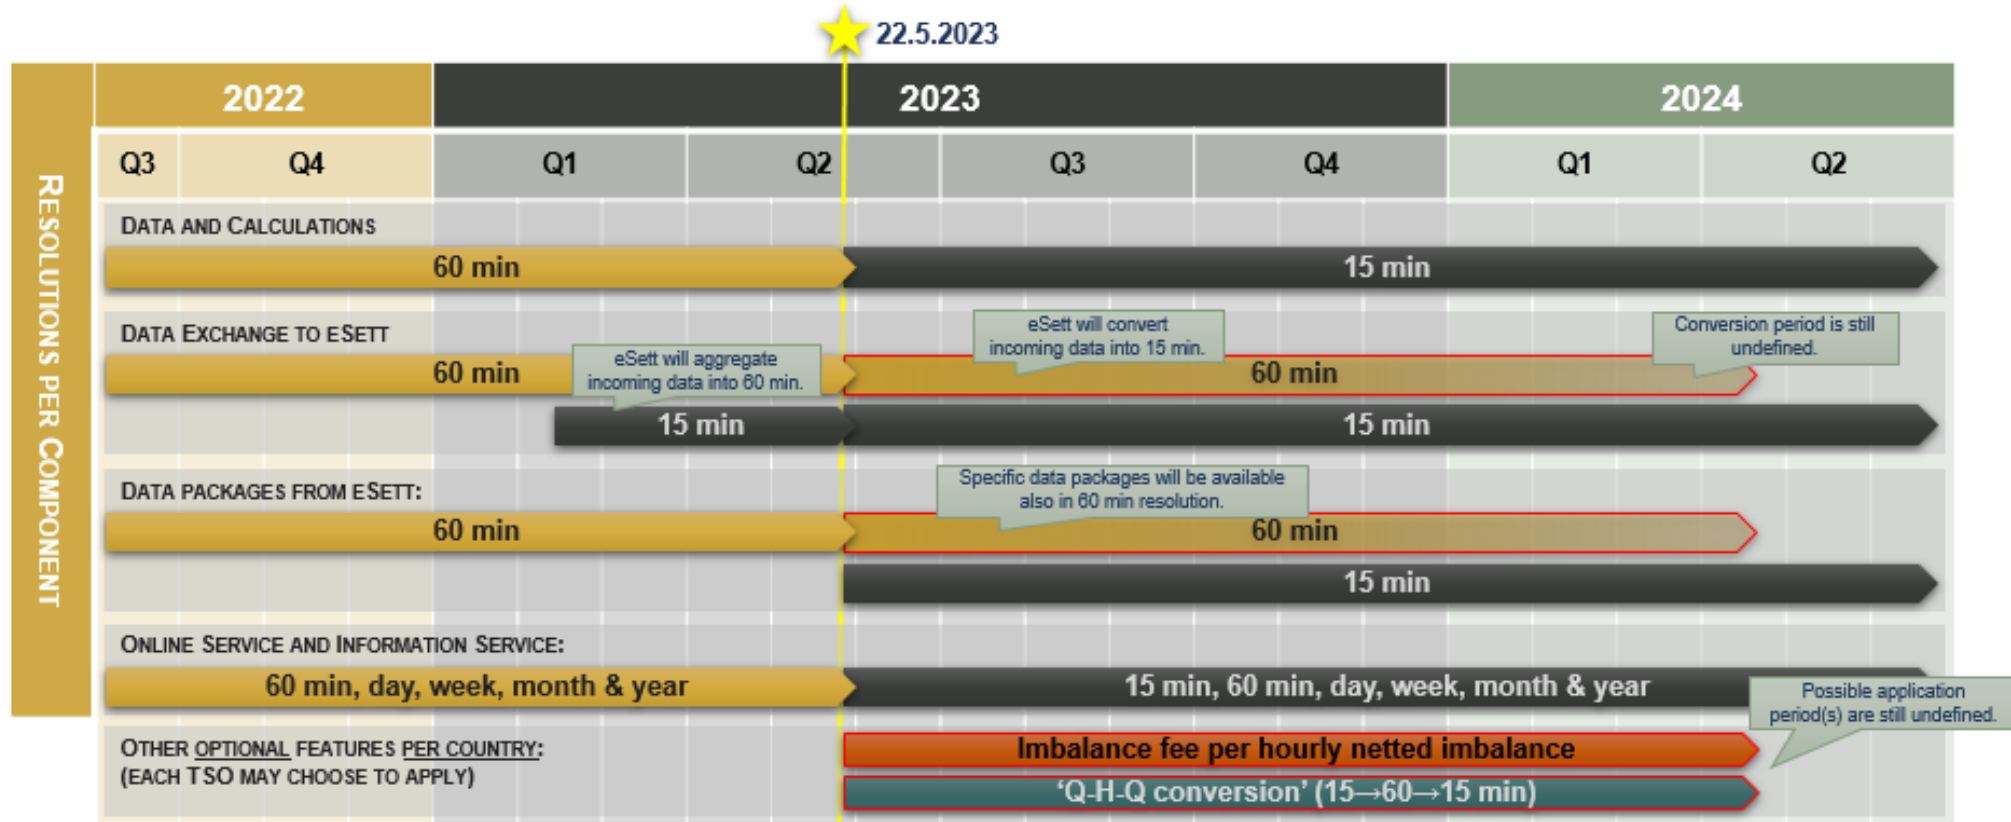 22.5.2023
2022
2023
2024
Q3
Q4
Q1
Q2
Q3
Q4
Q1
Q2
RESOLUTIONS PER COMPONENT
DATA AND CALCULATIONS
60 min
15 min
DATA EXCHANGE TO ESETT
eSett will convert
incoming data into 15 min.
Conversion period is still
undefined.
eSett will aggregate
incoming data into 60 min.
60 min
60 min
15 min
15 min
DATA PACKAGES FROM ESETT:
Specific data packages will be available
also in 60 min resolution.
60 min
60 min
15 min
ONLINE SERVICE AND INFORMATION SERVICE:
60 min, day, week, month & year
15 min, 60 min, day, week, month & year
Possible application
period(s) are still undefined.
OTHER OPTIONAL FEATURES PER COUNTRY:
(EACH TSO MAY CHOOSE TO APPLY)
Imbalance fee per hourly netted imbalance
‘Q-H-Q conversion’ (15→60→15 min)